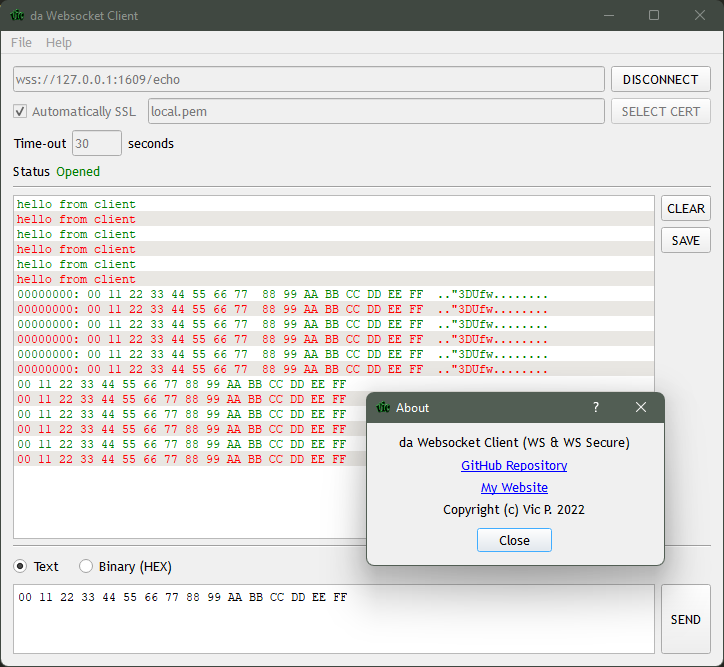 Vic da Websocket Client
File Help
wss://127.0.0.1:1609/echo DISCONNECT
Automatically SSL local.pem SELECT CERT
Time-out 30 seconds
Status Opened
hello from client CLEAR
hello from client
hello from client SAVE
hello from client
hello from client
hello from client
00000000: 00 11 22 33 44 55 66 77  88 99 AA BB CC DD EE FF  .."3DUfw........
00000000: 00 11 22 33 44 55 66 77  88 99 AA BB CC DD EE FF  .."3DUfw........
00000000: 00 11 22 33 44 55 66 77  88 99 AA BB CC DD EE FF  .."3DUfw........
00000000: 00 11 22 33 44 55 66 77  88 99 AA BB CC DD EE FF  .."3DUfw........
00000000: 00 11 22 33 44 55 66 77  88 99 AA BB CC DD EE FF  .."3DUfw........
00000000: 00 11 22 33 44 55 66 77  88 99 AA BB CC DD EE FF  .."3DUfw........
00 11 22 33 44 55 66 77 88 99 AA BB CC DD EE FF
00 11 22 33 44 55 66 77 88 99 AA BB CC DD EE FF
00 11 22 33 44 55 66 77 88 99 AA BB CC DD EE FF
00 11 22 33 44 55 66 77 88 99 AA BB CC DD EE FF
00 11 22 33 44 55 66 77 88 99 AA BB CC DD EE FF
00 11 22 33 44 55 66 77 88 99 AA BB CC DD EE FF
Vic About ?
da Websocket Client (WS & WS Secure)
GitHub Repository
My Website
Copyright (c) Vic P. 2022
Close
Text Binary (HEX)
00 11 22 33 44 55 66 77 88 99 AA BB CC DD EE FF
SEND